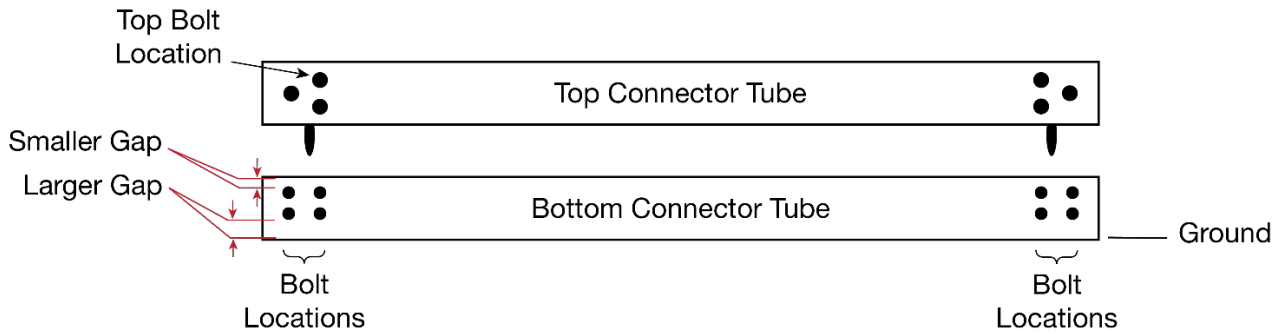 Top Bolt
Location
Top Connector Tube
Smaller Gap
Larger Gap
Bottom Connector Tube
Ground
Bolt
Locations
Bolt
Locations